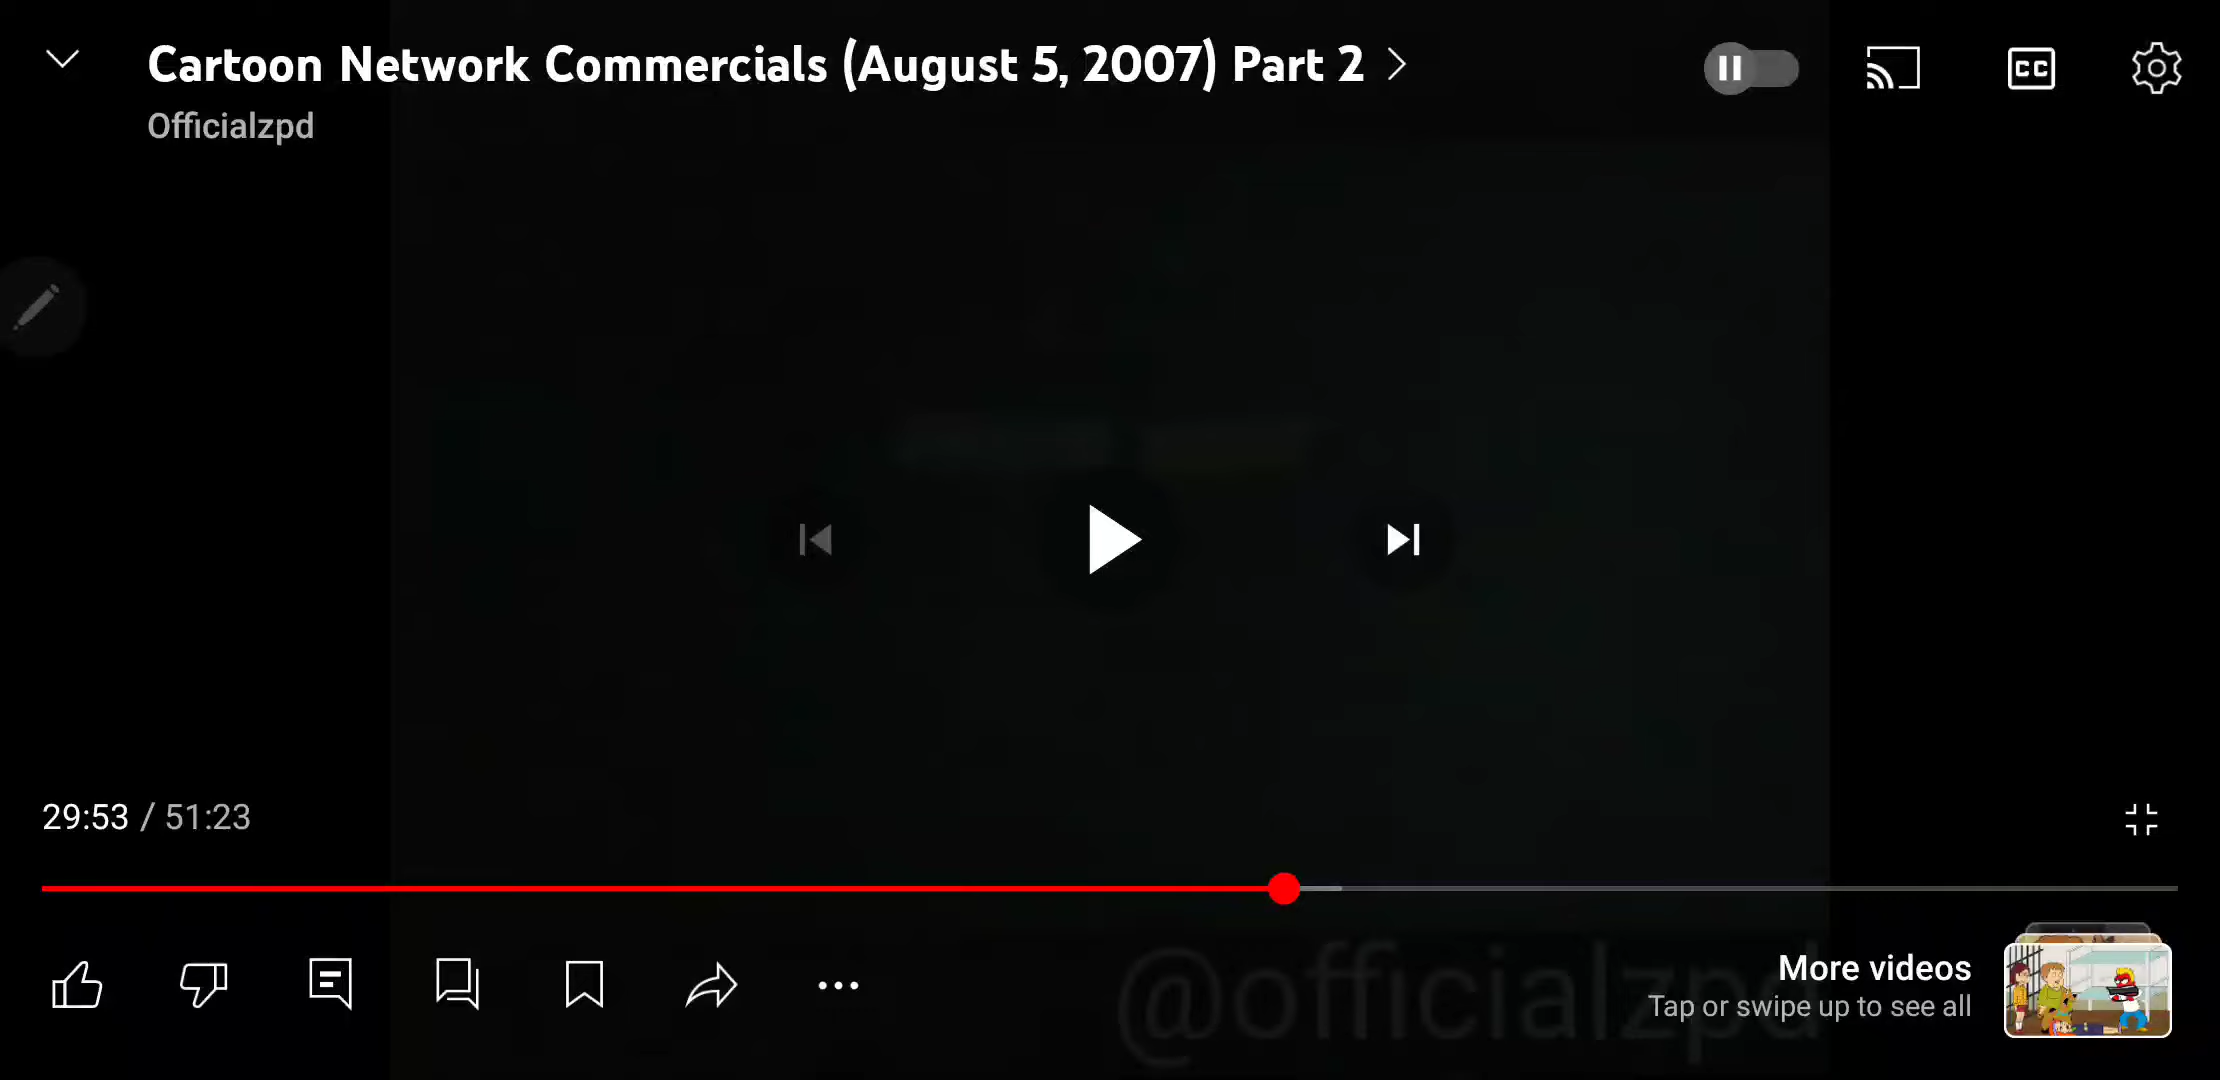 Cartoon Network Commercials (August 5, 2007) Part 2
Officialzpd
CC
29:53 / 51:23
More videos
Tap or swipe up to see all
@officialzpd